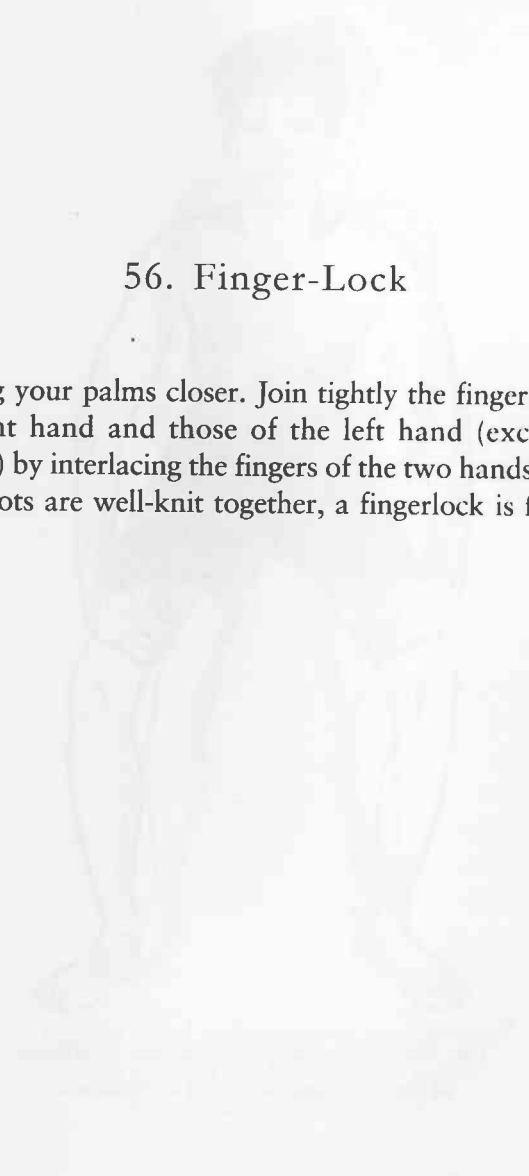 56. Finger-Lock
your palms closer. Join tightly the finger
hand and those of the left hand (exc
) by interlacing the fingers of the two hands
ots are well-knit together, a fingerlock is